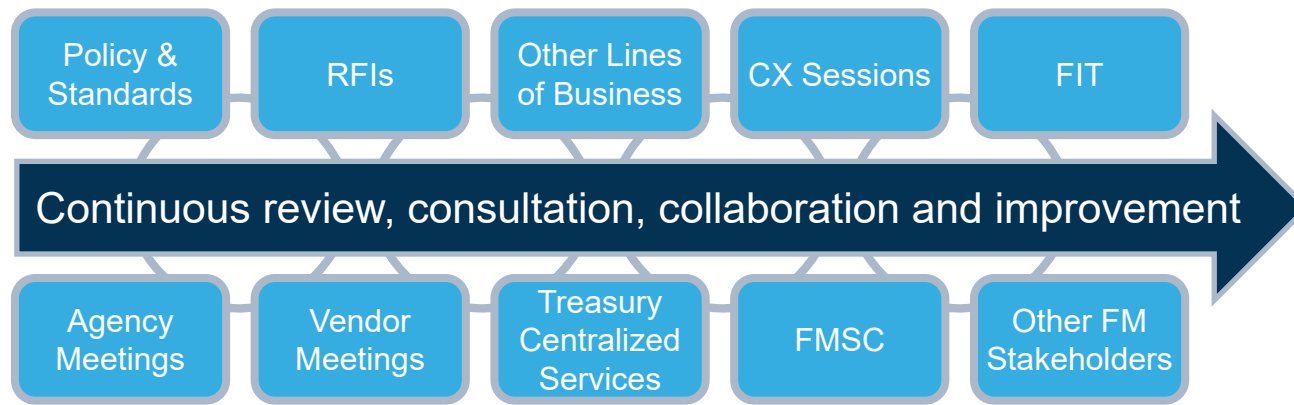 Policy &
Standards
RFIs
Other Lines
of Business
CX Sessions
FIT
Continuous review, consultation, collaboration and improvement
Agency
Meetings
Vendor
Meetings
Treasury
Centralized
Services
FMSC
Other FM
Stakeholders